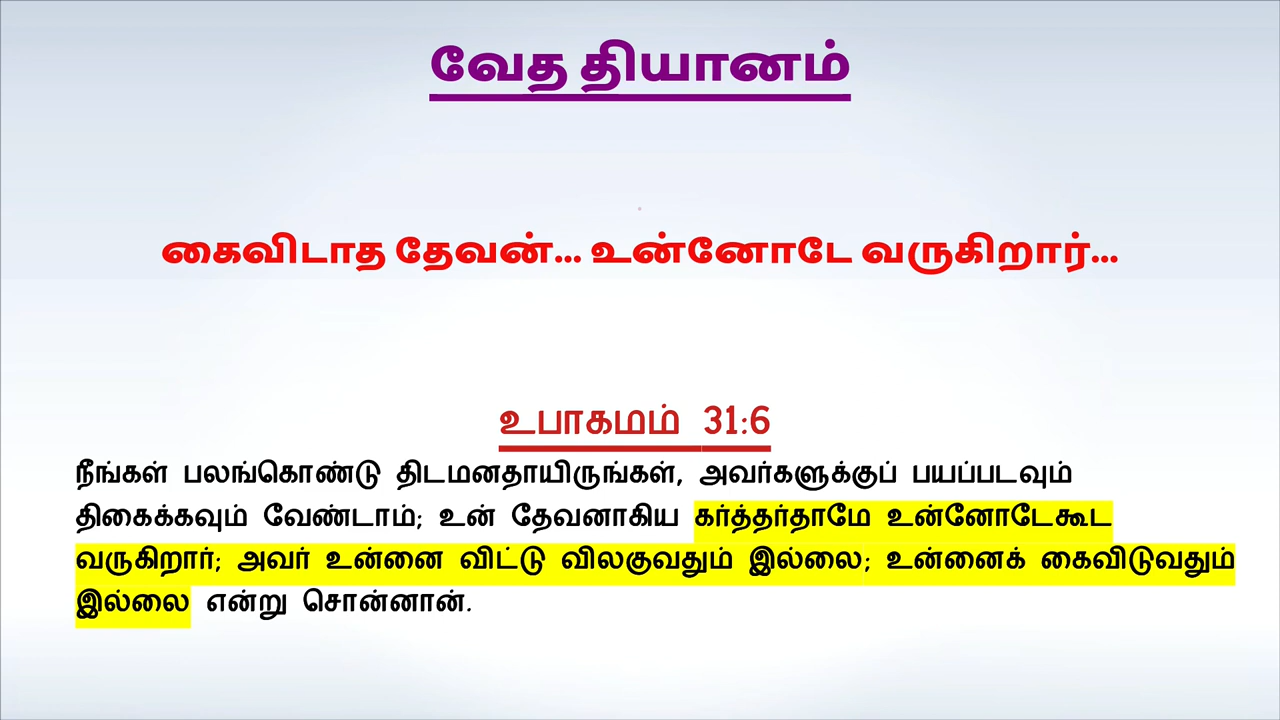 வேத தியானம்
கைவிடாத தேவன்... உன்னோடே வருகிறார்...
உபாகமம் 31:6
நீங்கள் பலங்கொண்டு திடமனதாயிருங்கள், அவர்களுக்குப் பயப்படவும்
திகைக்கவும் வேண்டாம்; உன் தேவனாகிய கர்த்தர்தாமே உன்னோடேகூட
வருகிறார்; அவர் உன்னை விட்டு விலகுவதும் இல்லை; உன்னைக் கைவிடுவதும்
இல்லை என்று சொன்னான்.